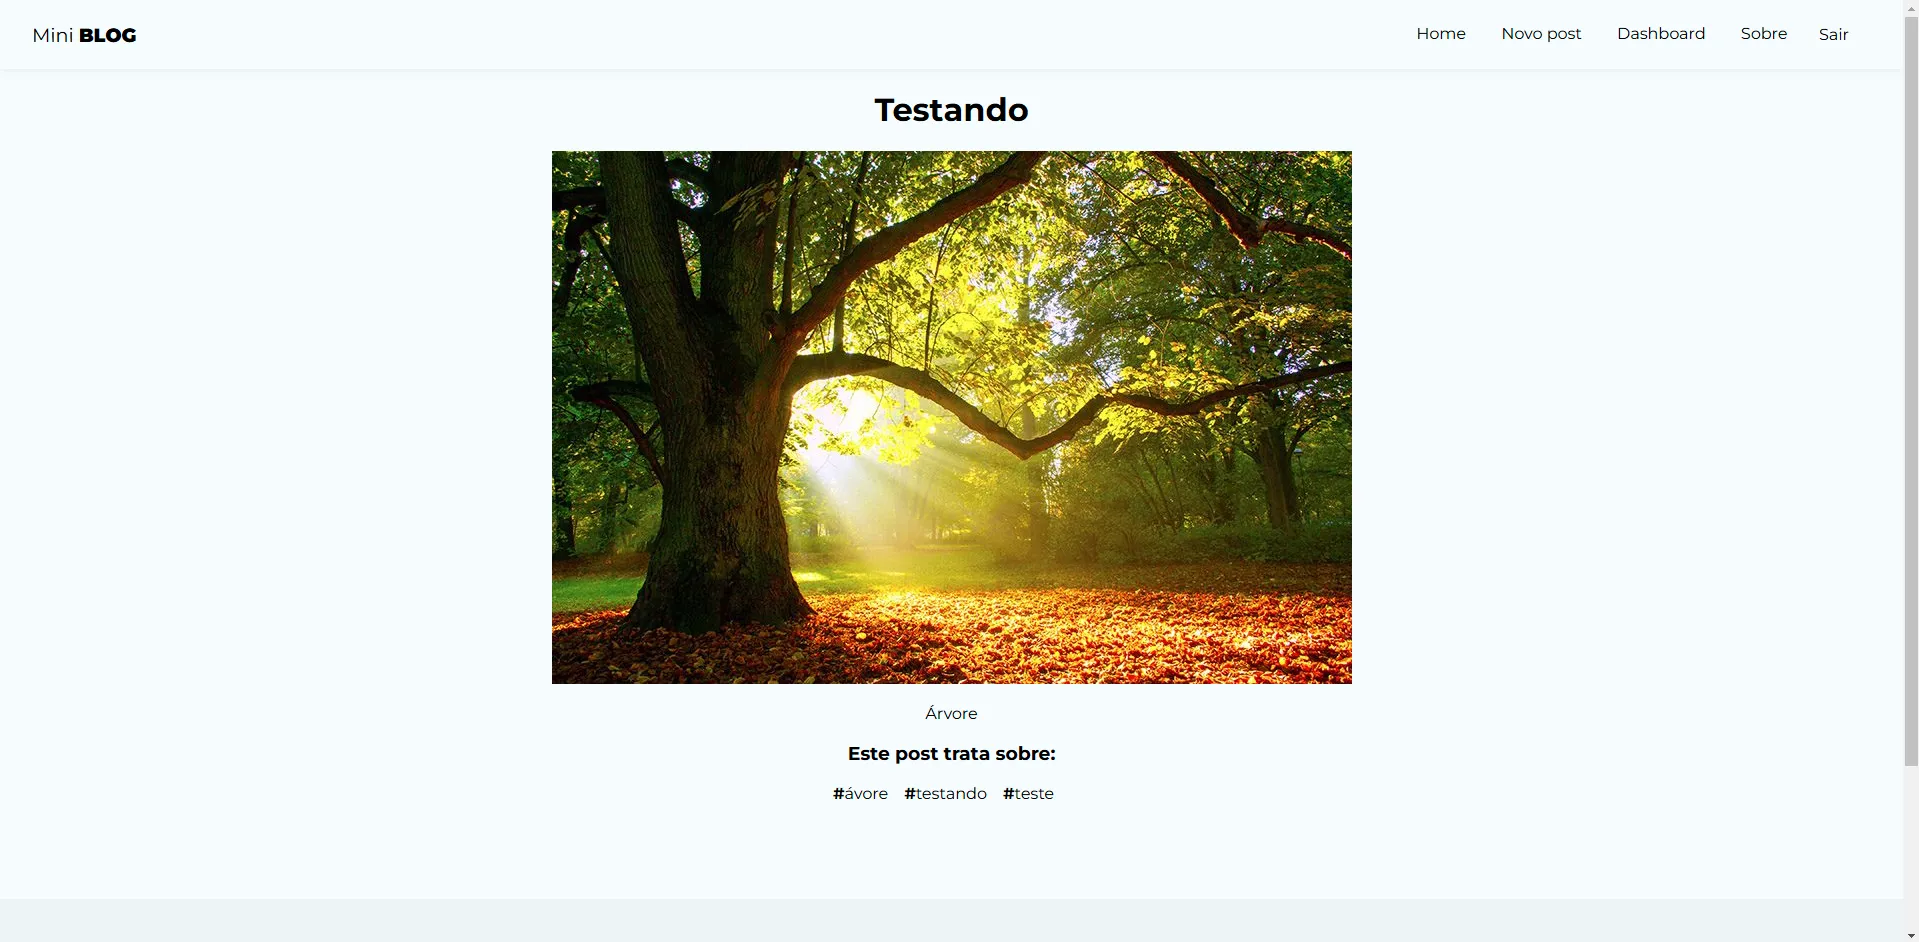 Mini BLOG
Home Novo post Dashboard Sobre Sair
Testando
Árvore
Este post trata sobre:
#ávore #testando #teste